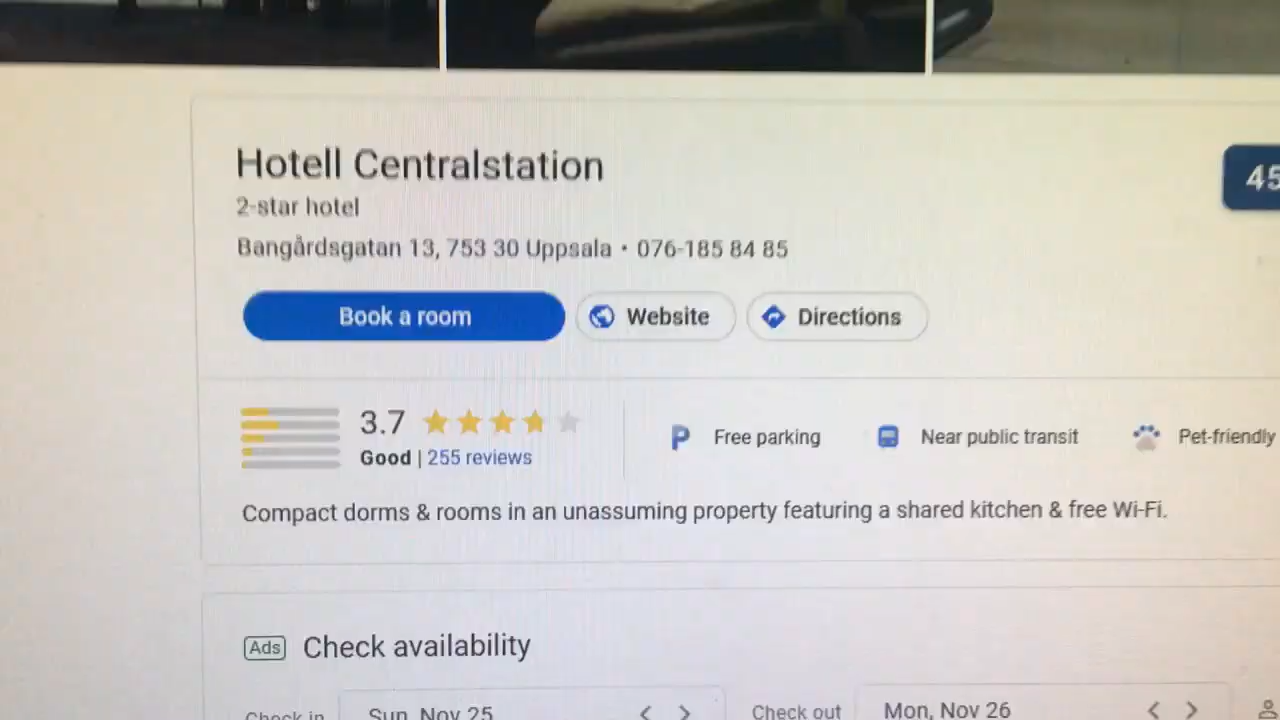 Hotell Centralstation
45
2-star hotel
Bangårdsgatan 13, 753 30 Uppsala • 076-185 84 85
Book a room
Website
Directions
3.7
Good | 255 reviews
P Free parking
Near public transit
Pet-friendly
Compact dorms & rooms in an unassuming property featuring a shared kitchen & free Wi-Fi.
Ads Check availability
Check in
Sun, Nov 25
Check out
Mon, Nov 26